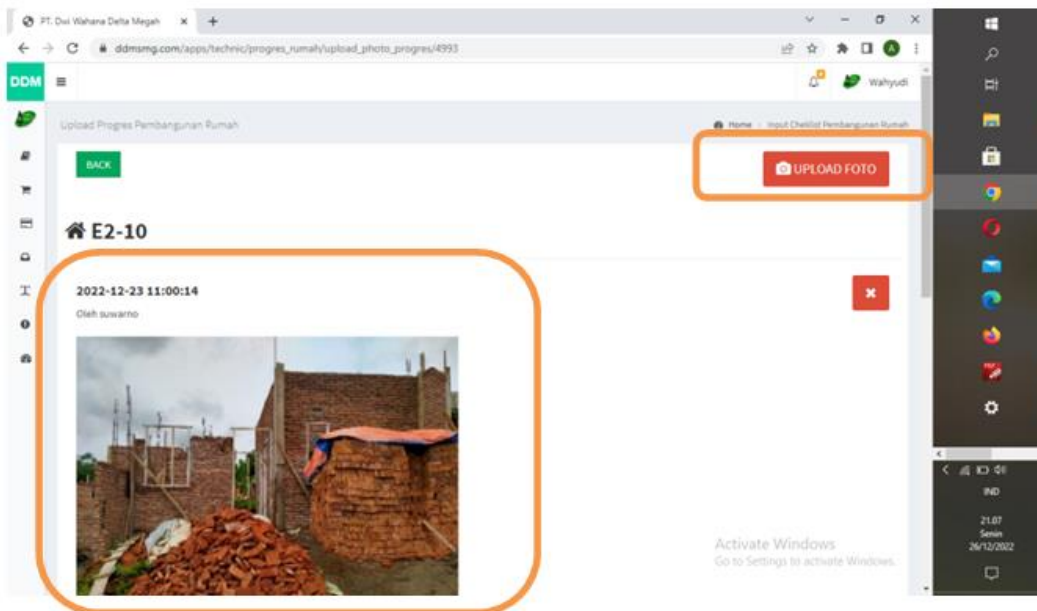 PT. Dwi Wahana Delta Megah
ddmsmg.com/apps/technic/progres_rumah/upload_photo_progres/4993
DDM
Wahyudi
Upload Progres Pembangunan Rumah
Home
Input Cheklist Pembangunan Rumah
BACK
UPLOAD FOTO
E2-10
2022-12-23 11:00:14
Oleh suwarno
Activate Windows
Go to Settings to activate Windows.
IND
21.07
Senin
26/12/2022